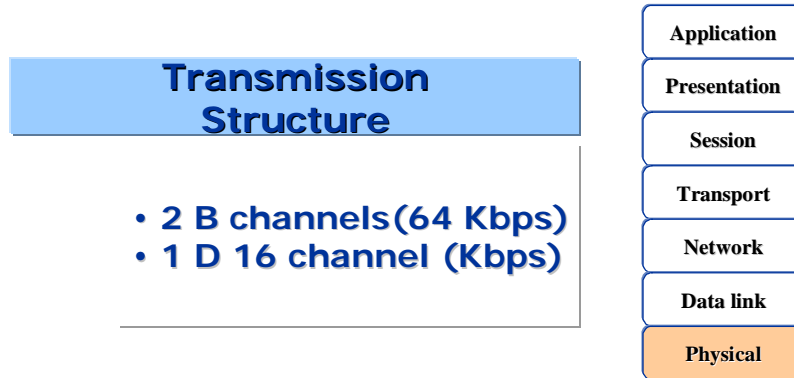 Transmission
Structure
• 2 B channels(64 Kbps)
• 1 D 16 channel (Kbps)
Application
Presentation
Session
Transport
Network
Data link
Physical